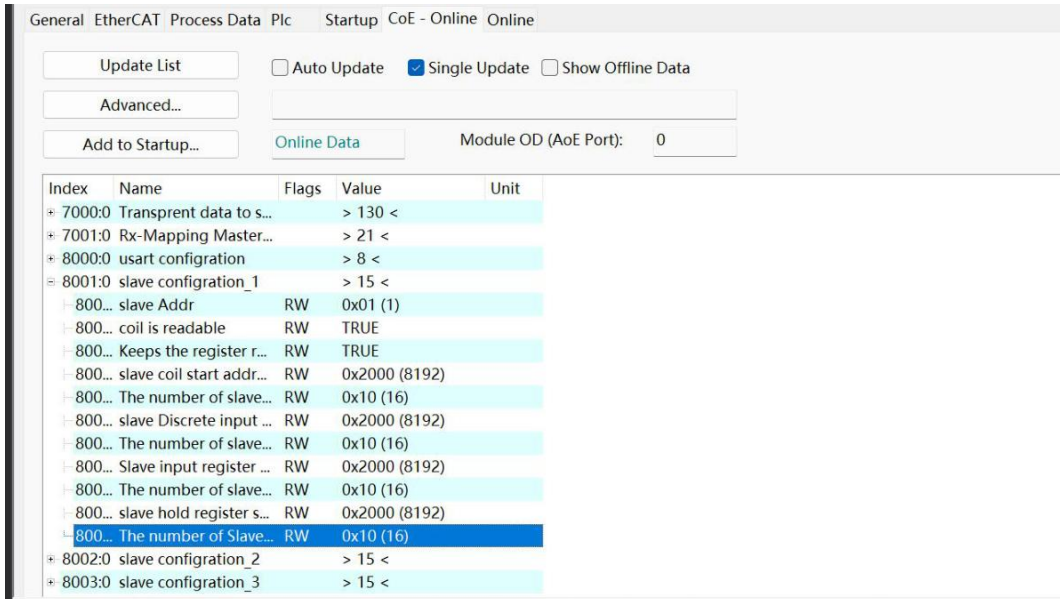 General EtherCAT Process Data Plc Startup CoE - Online Online
Update List Auto Update Single Update Show Offline Data
Advanced...
Add to Startup... Online Data Module OD (AoE Port): 0
Index Name Flags Value Unit
7000:0 Transprent data to s... > 130 <
7001:0 Rx-Mapping Master... > 21 <
8000:0 usart configration > 8 <
8001:0 slave configration_1 > 15 <
800... slave Addr RW 0x01 (1)
800... coil is readable RW TRUE
800... Keeps the register r... RW TRUE
800... slave coil start addr... RW 0x2000 (8192)
800... The number of slave... RW 0x10 (16)
800... slave Discrete input ... RW 0x2000 (8192)
800... The number of slave... RW 0x10 (16)
800... Slave input register ... RW 0x2000 (8192)
800... The number of slave... RW 0x10 (16)
800... slave hold register s... RW 0x2000 (8192)
800... The number of Slave... RW 0x10 (16)
8002:0 slave configration_2 > 15 <
8003:0 slave configration_3 > 15 <